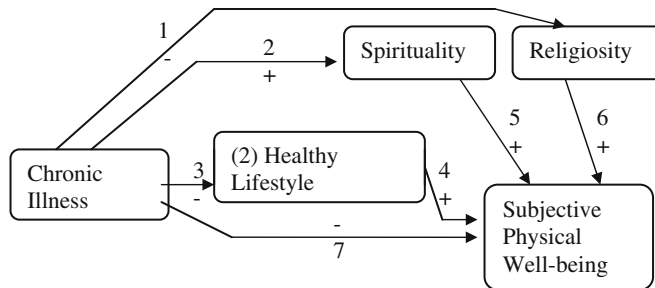 1
-
2
+
Spirituality
Religiosity
5
+
6
+
Chronic
Illness
3
-
(2) Healthy
Lifestyle
4
+
-
7
Subjective
Physical
Well-being